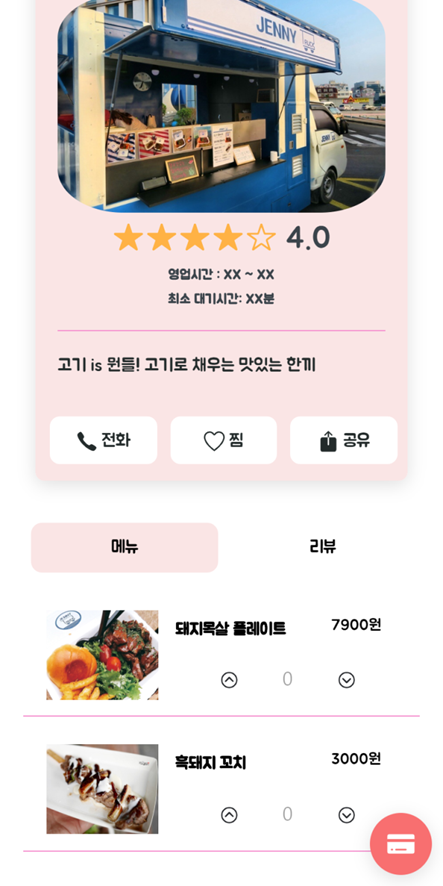 JENNY
4.0
영업시간 : XX ~ XX
최소 대기시간: XX분
고기 is 원들! 고기로 채우는 맛있는 한끼
전화
찜
공유
메뉴
리뷰
돼지목살 플레이트
7900원
0
흑돼지 꼬치
3000원
0